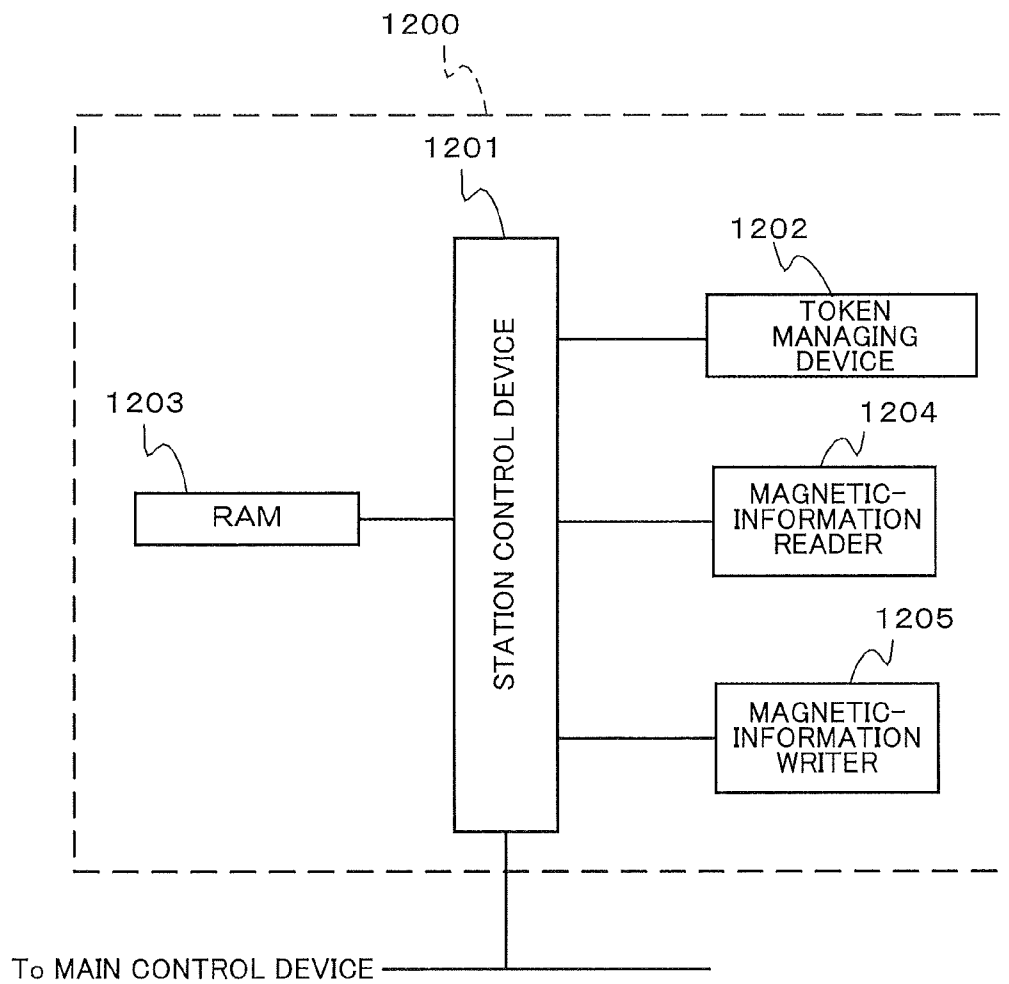 1200
1201
1202
TOKEN
MANAGING
DEVICE
STATION CONTROL DEVICE
1203
RAM
1204
MAGNETIC-
INFORMATION
READER
1205
MAGNETIC-
INFORMATION
WRITER
To MAIN CONTROL DEVICE